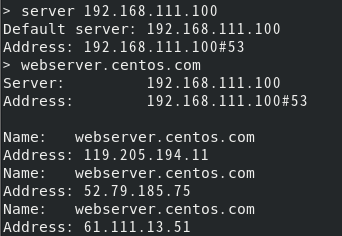 > server 192.168.111.100
Default server: 192.168.111.100
Address: 192.168.111.100#53
> webserver.centos.com
Server:         192.168.111.100
Address:        192.168.111.100#53

Name:   webserver.centos.com
Address: 119.205.194.11
Name:   webserver.centos.com
Address: 52.79.185.75
Name:   webserver.centos.com
Address: 61.111.13.51